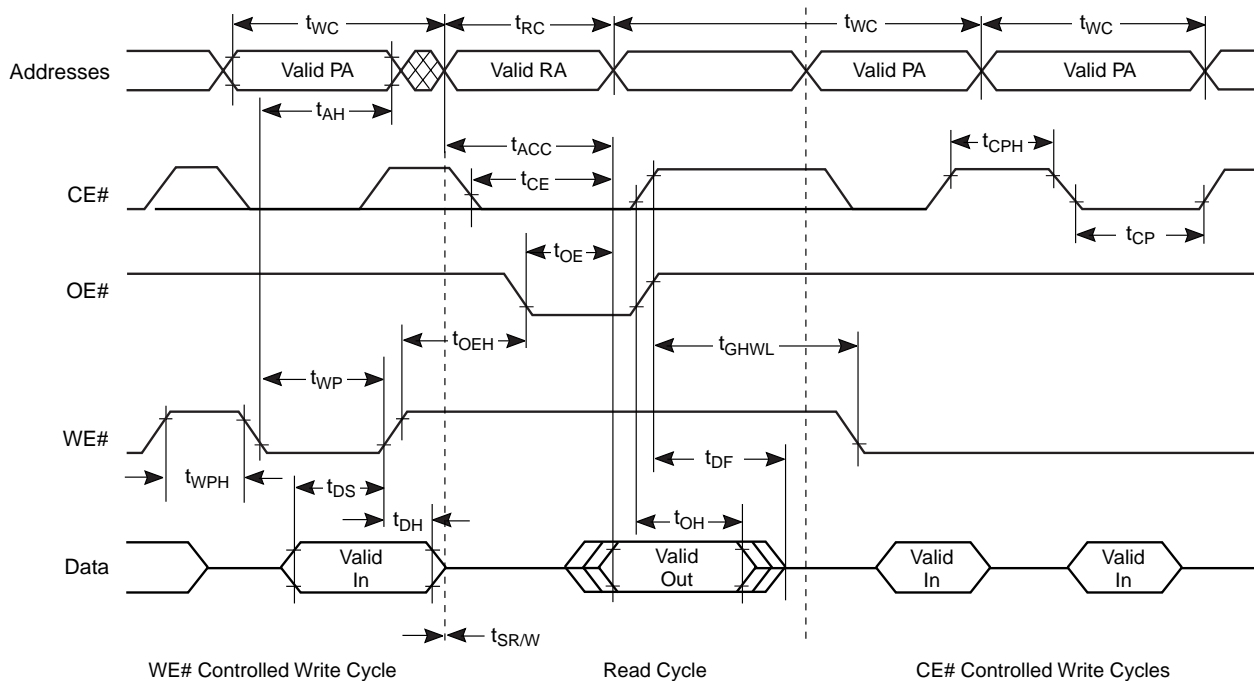 tWC tRC tWC tWC
Addresses Valid PA Valid RA Valid PA Valid PA
tAH
tACC tCPH
tCE
CE#
tCP
tOE
OE#
tOEH tGHWL
tWP
WE#
tDF
tWPH tDS
tDH tOH
Data Valid In Valid Out Valid In Valid In
tSR/W
WE# Controlled Write Cycle Read Cycle CE# Controlled Write Cycles